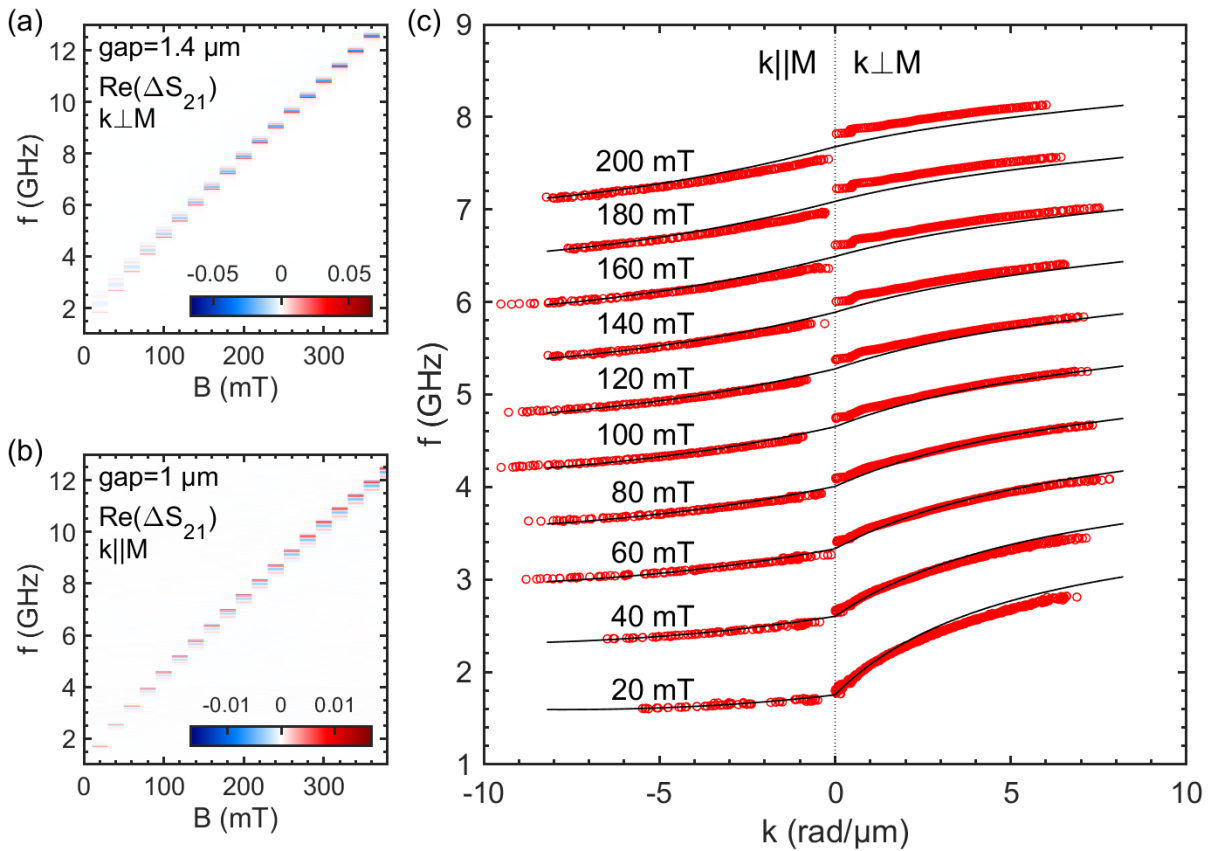 (a)
gap=1.4 µm
Re(ΔS21)
k⊥M
f (GHz)
12
10
8
6
4
2
-0.05 0 0.05
0 100 200 300
B (mT)
(b)
gap=1 µm
Re(ΔS21)
k||M
f (GHz)
12
10
8
6
4
2
-0.01 0 0.01
0 100 200 300
B (mT)
(c)
k||M k⊥M
f (GHz)
9
8
7
6
5
4
3
2
1
200 mT
180 mT
160 mT
140 mT
120 mT
100 mT
80 mT
60 mT
40 mT
20 mT
-10 -5 0 5 10
k (rad/µm)